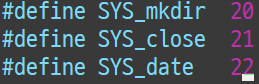 #define SYS_mkdir  20
#define SYS_close  21
#define SYS_date   22